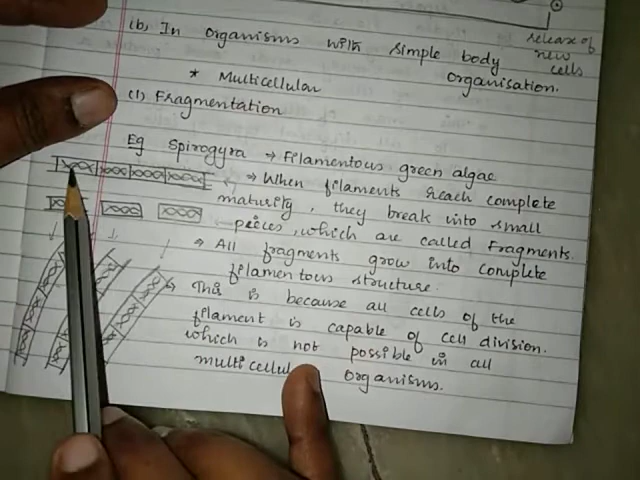 release of
new
cells
(b) In organisms with simple body
organisation.
* Multicellular
(1) Fragmentation
Eg Spirogyra → Filamentous green algae
→ When filaments reach complete
maturity, they break into small
peices, which are called Fragments.
→ All fragments grow into complete
filamentous structure.
→ This is because all cells of the
filament is capable of cell division.
which is not possible in all
multicellul organisms.